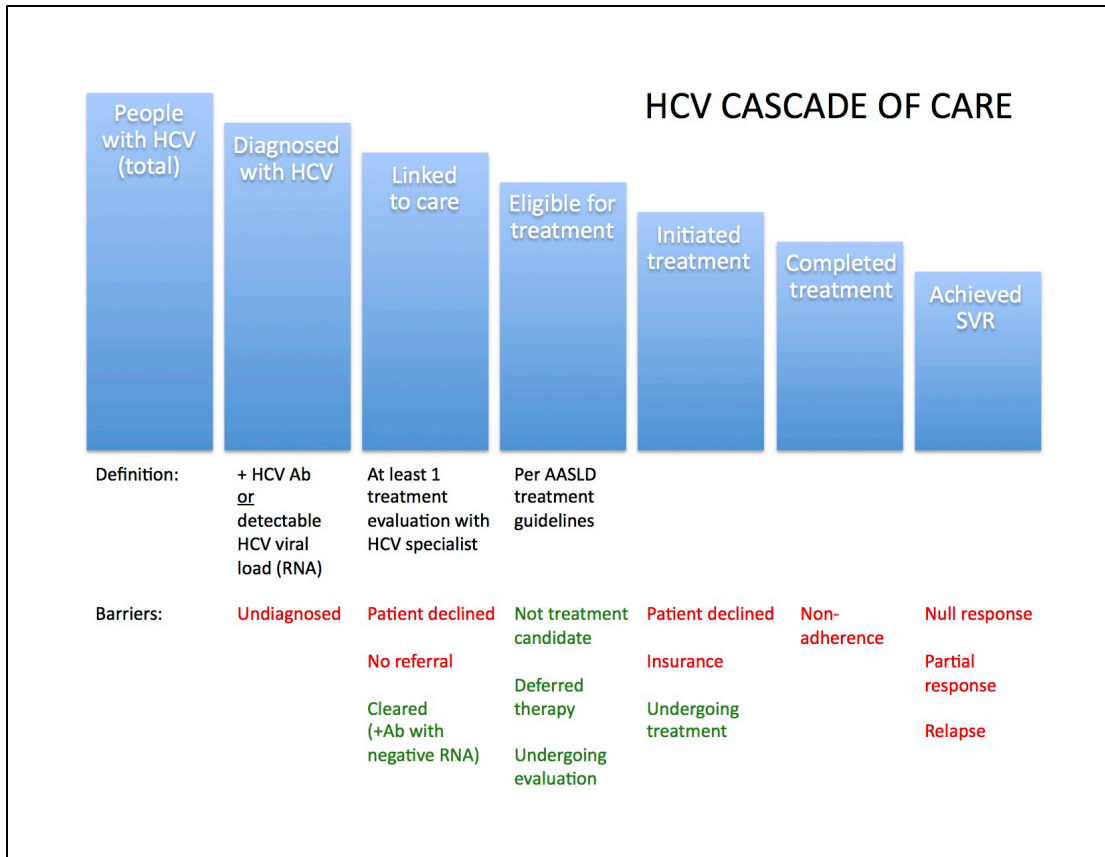 HCV CASCADE OF CARE
People
with HCV
(total)
Diagnosed
with HCV
Linked
to care
Eligible for
treatment
Initiated
treatment
Completed
treatment
Achieved
SVR
Definition:
+ HCV Ab
or
detectable
HCV viral
load (RNA)
At least 1
treatment
evaluation with
HCV specialist
Per AASLD
treatment
guidelines
Barriers:
Undiagnosed
Patient declined
No referral
Cleared
(+Ab with
negative RNA)
Not treatment
candidate
Deferred
therapy
Undergoing
evaluation
Patient declined
Insurance
Undergoing
treatment
Non-
adherence
Null response
Partial
response
Relapse